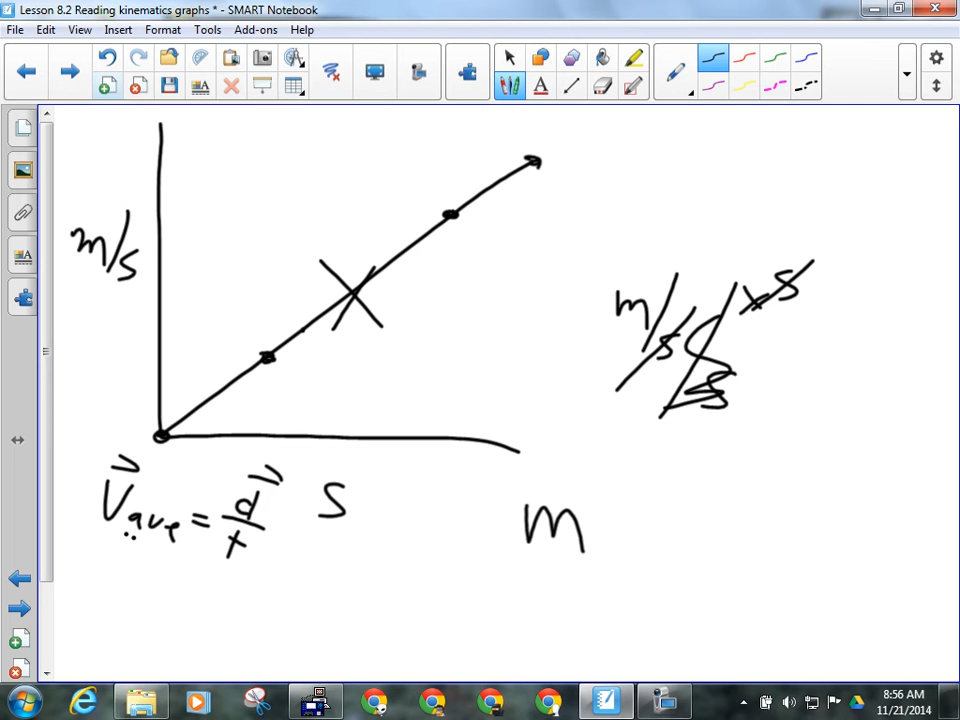 Lesson 8.2 Reading kinematics graphs * - SMART Notebook
File Edit View Insert Format Tools Add-ons Help
m/s
m/s
x s
V ave = d/t
s
m
8:56 AM
11/21/2014